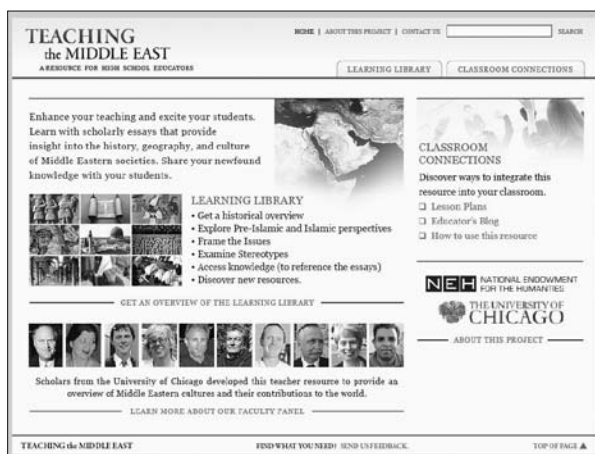 TEACHING
the MIDDLE EAST
A RESOURCE FOR HIGH SCHOOL EDUCATORS
HOME | ABOUT THIS PROJECT | CONTACT US
SEARCH
LEARNING LIBRARY
CLASSROOM CONNECTIONS
Enhance your teaching and excite your students.
Learn with scholarly essays that provide
insight into the history, geography, and culture
of Middle Eastern societies. Share your newfound
knowledge with your students.
LEARNING LIBRARY
• Get a historical overview
• Explore Pre-Islamic and Islamic perspectives
• Frame the Issues
• Examine Stereotypes
• Access knowledge (to reference the essays)
• Discover new resources.
GET AN OVERVIEW OF THE LEARNING LIBRARY
Scholars from the University of Chicago developed this teacher resource to provide an
overview of Middle Eastern cultures and their contributions to the world.
LEARN MORE ABOUT OUR FACULTY PANEL
CLASSROOM
CONNECTIONS
Discover ways to integrate this
resource into your classroom.
❑ Lesson Plans
❑ Educator's Blog
❑ How to use this resource
NEH NATIONAL ENDOWMENT
FOR THE HUMANITIES
THE UNIVERSITY OF
CHICAGO
ABOUT THIS PROJECT
TEACHING the MIDDLE EAST
FIND WHAT YOU NEED? SEND US FEEDBACK.
TOP OF PAGE ▲